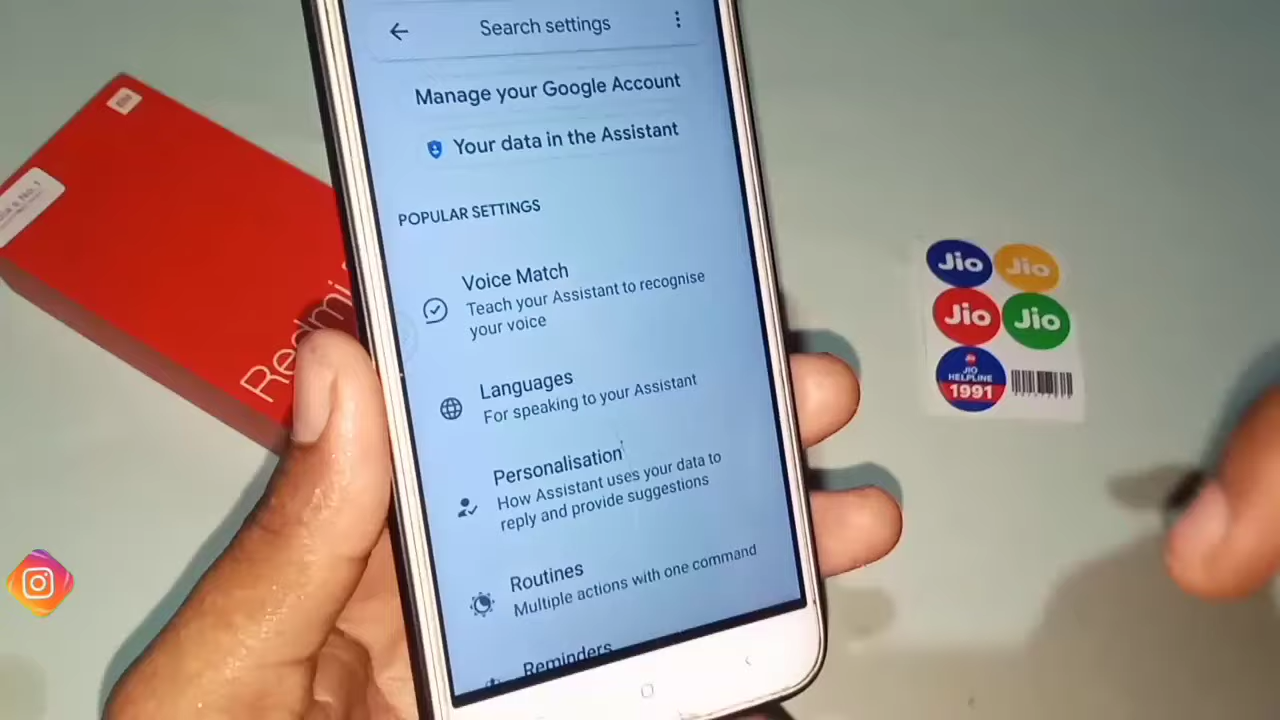 Search settings
Manage your Google Account
Your data in the Assistant
POPULAR SETTINGS
Voice Match
Teach your Assistant to recognise
your voice
Languages
For speaking to your Assistant
Personalisation
How Assistant uses your data to
reply and provide suggestions
Routines
Multiple actions with one command
Reminders
Redmi
Jio
Jio
Jio
Jio
JIO
HELPLINE
1991